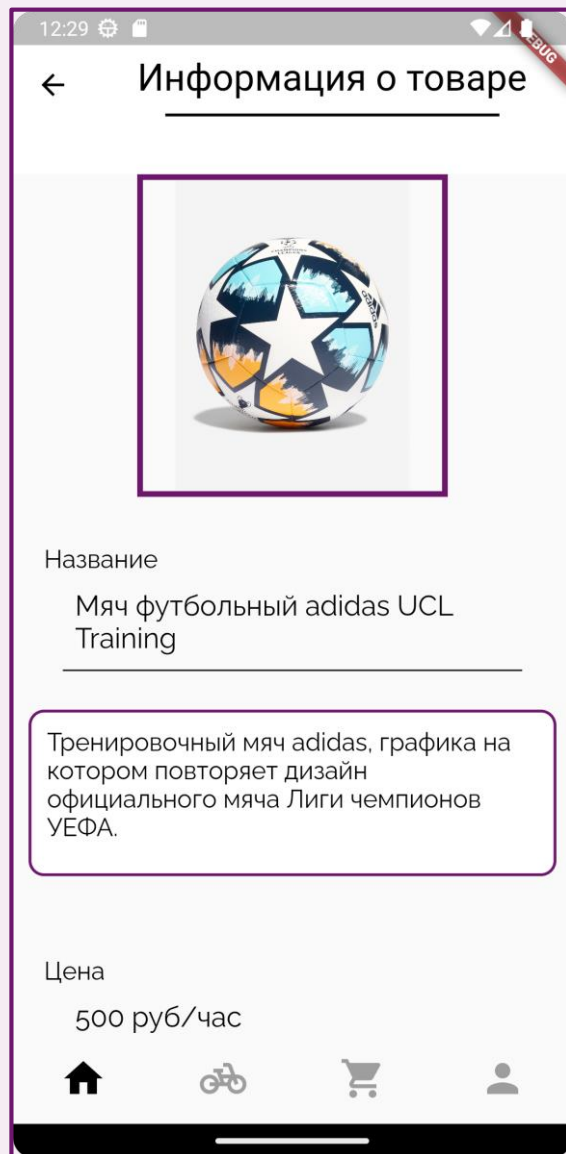 12:29
DEBUG
Информация о товаре
adidas
Название
Мяч футбольный adidas UCL
Training
Тренировочный мяч adidas, графика на
котором повторяет дизайн
официального мяча Лиги чемпионов
УЕФА.
Цена
500 руб/час